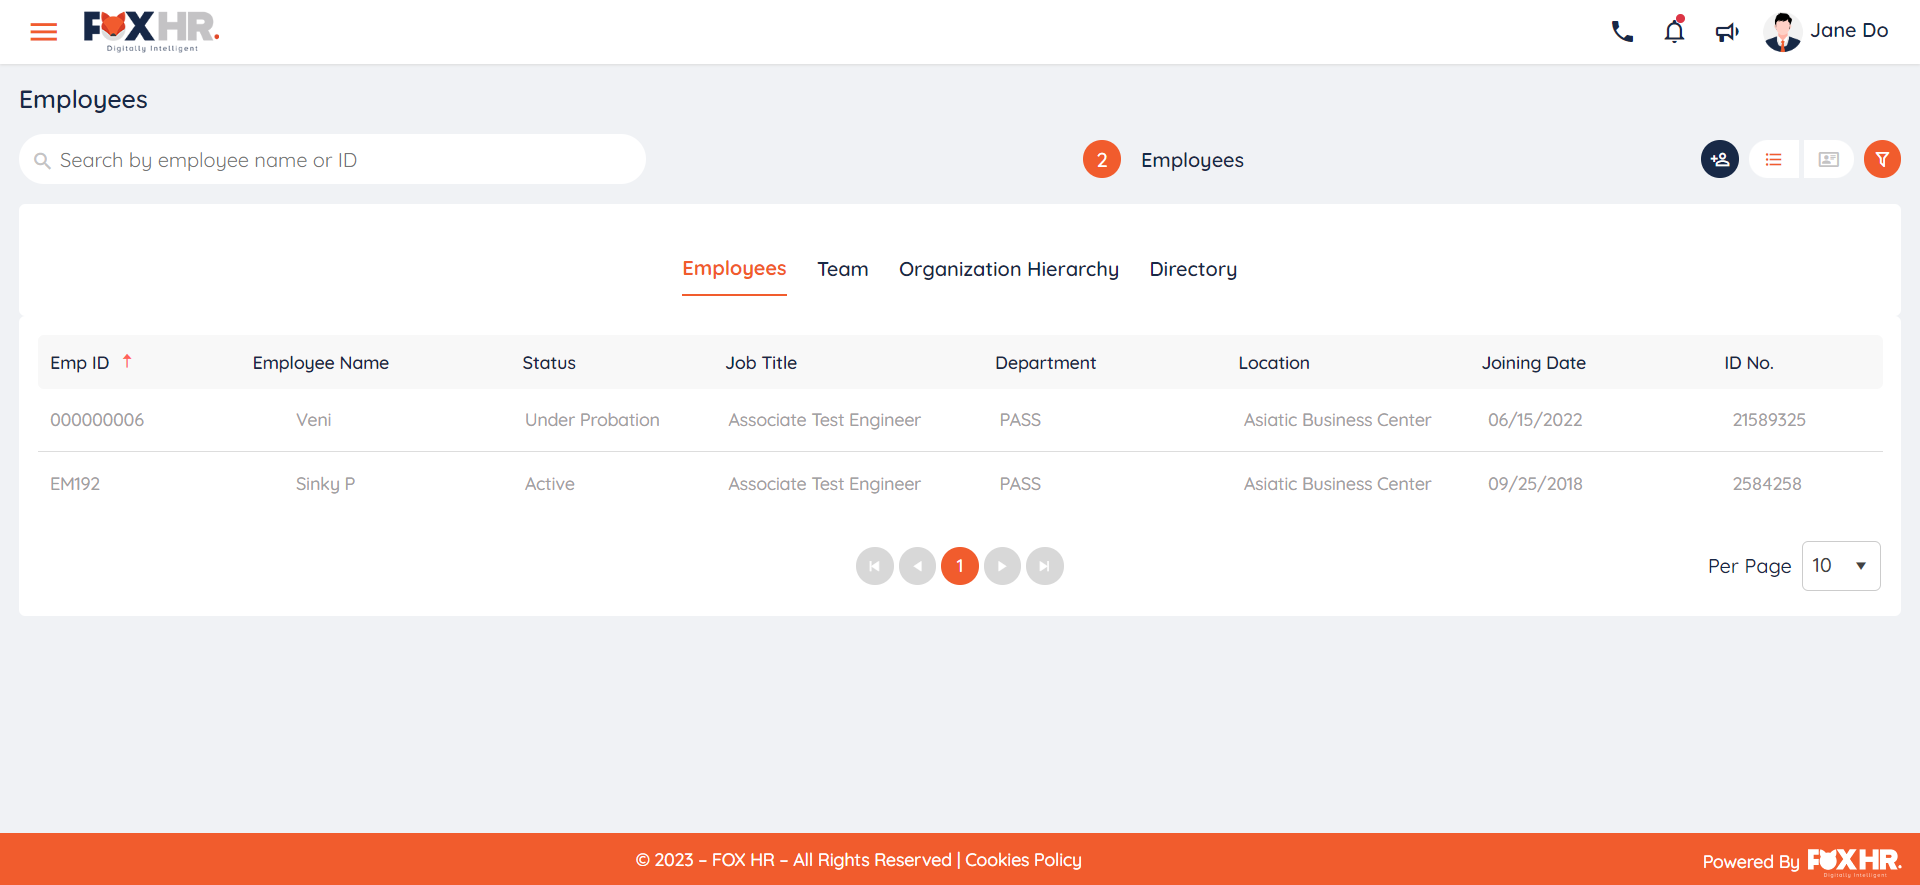 FOX HR.
Digitally Intelligent
Jane Do
Employees
Search by employee name or ID
2 Employees
Employees Team Organization Hierarchy Directory
Emp ID Employee Name Status Job Title Department Location Joining Date ID No.
000000006 Veni Under Probation Associate Test Engineer PASS Asiatic Business Center 06/15/2022 21589325
EM192 Sinky P Active Associate Test Engineer PASS Asiatic Business Center 09/25/2018 2584258
1 Per Page 10
© 2023 – FOX HR – All Rights Reserved | Cookies Policy
Powered By FOX HR.
Digitally Intelligent